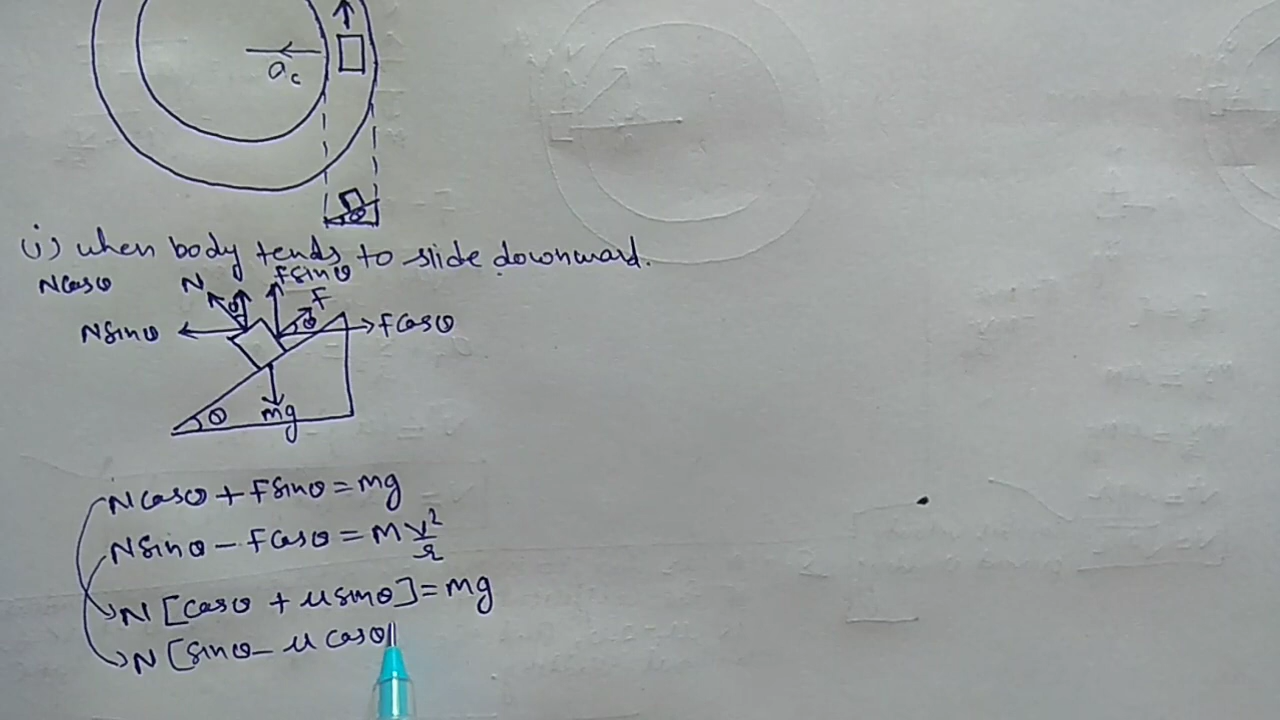 ac
θ
(i) when body tends to slide downward.
Ncosθ N fsinθ
θ F
Nsinθ θ fcosθ
θ mg
Ncosθ + fsinθ = mg
Nsinθ - fcosθ = m v²/r
N [cosθ + μsinθ] = mg
N [sinθ - μ cosθ